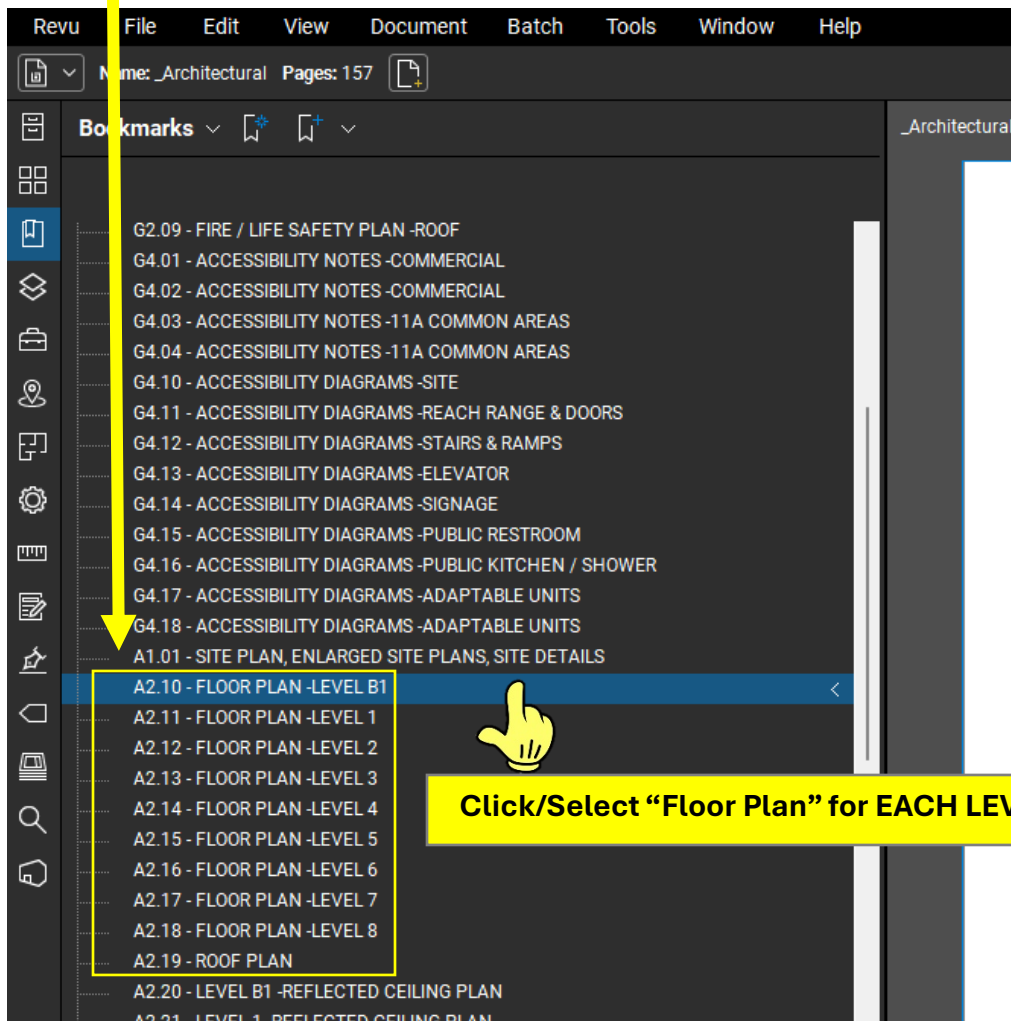 Revu File Edit View Document Batch Tools Window Help
Name: _Architectural Pages: 157
Bookmarks
_Architectural
G2.09 - FIRE / LIFE SAFETY PLAN -ROOF
G4.01 - ACCESSIBILITY NOTES -COMMERCIAL
G4.02 - ACCESSIBILITY NOTES -COMMERCIAL
G4.03 - ACCESSIBILITY NOTES -11A COMMON AREAS
G4.04 - ACCESSIBILITY NOTES -11A COMMON AREAS
G4.10 - ACCESSIBILITY DIAGRAMS -SITE
G4.11 - ACCESSIBILITY DIAGRAMS -REACH RANGE & DOORS
G4.12 - ACCESSIBILITY DIAGRAMS -STAIRS & RAMPS
G4.13 - ACCESSIBILITY DIAGRAMS -ELEVATOR
G4.14 - ACCESSIBILITY DIAGRAMS -SIGNAGE
G4.15 - ACCESSIBILITY DIAGRAMS -PUBLIC RESTROOM
G4.16 - ACCESSIBILITY DIAGRAMS -PUBLIC KITCHEN / SHOWER
G4.17 - ACCESSIBILITY DIAGRAMS -ADAPTABLE UNITS
G4.18 - ACCESSIBILITY DIAGRAMS -ADAPTABLE UNITS
A1.01 - SITE PLAN, ENLARGED SITE PLANS, SITE DETAILS
A2.10 - FLOOR PLAN -LEVEL B1
A2.11 - FLOOR PLAN -LEVEL 1
A2.12 - FLOOR PLAN -LEVEL 2
A2.13 - FLOOR PLAN -LEVEL 3
A2.14 - FLOOR PLAN -LEVEL 4
Click/Select “Floor Plan” for EACH LEV
A2.15 - FLOOR PLAN -LEVEL 5
A2.16 - FLOOR PLAN -LEVEL 6
A2.17 - FLOOR PLAN -LEVEL 7
A2.18 - FLOOR PLAN -LEVEL 8
A2.19 - ROOF PLAN
A2.20 - LEVEL B1 -REFLECTED CEILING PLAN
A2.21 - LEVEL 1 -REFLECTED CEILING PLAN